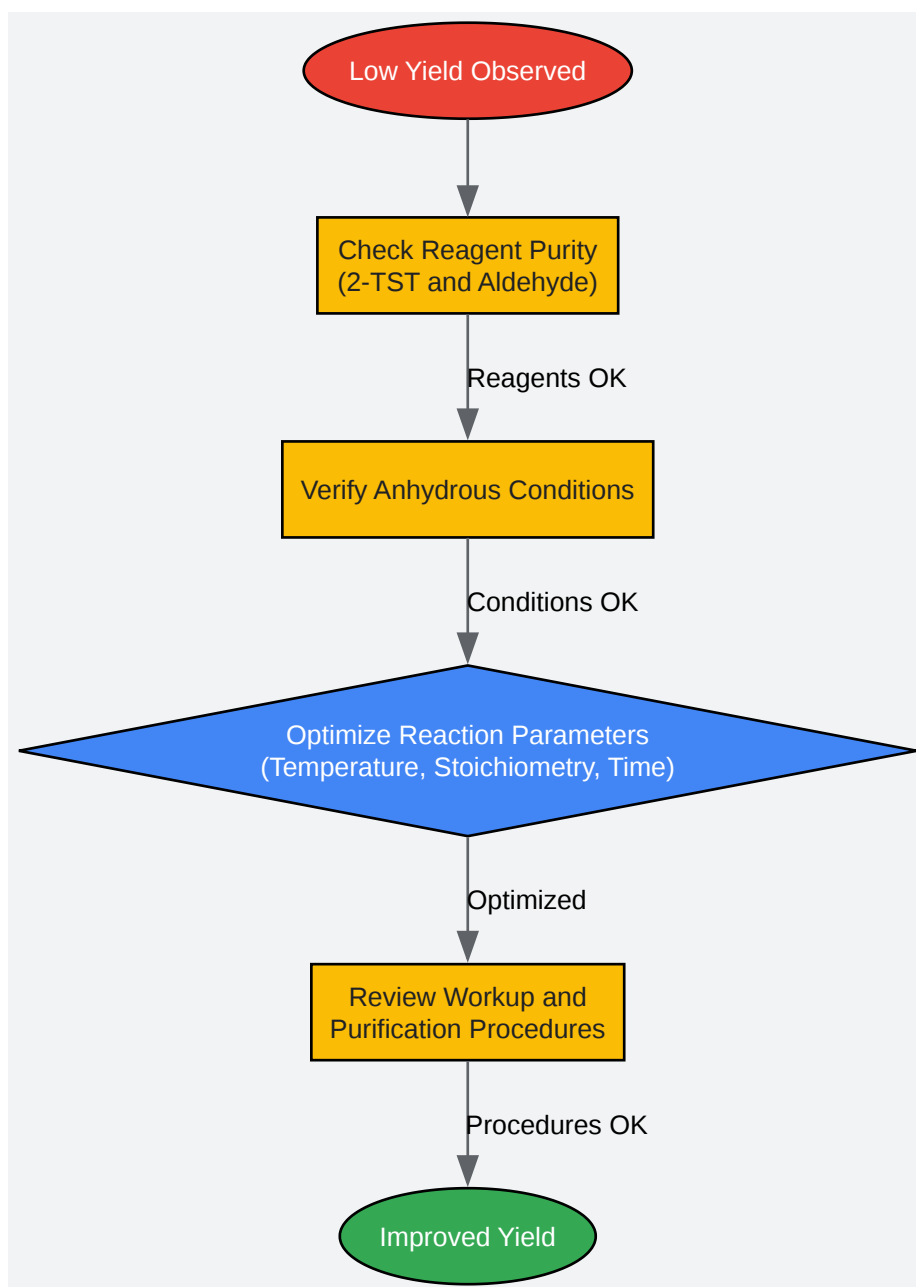 Low Yield Observed
Check Reagent Purity
(2-TST and Aldehyde)
Reagents OK
Verify Anhydrous Conditions
Conditions OK
Optimize Reaction Parameters
(Temperature, Stoichiometry, Time)
Optimized
Review Workup and
Purification Procedures
Procedures OK
Improved Yield